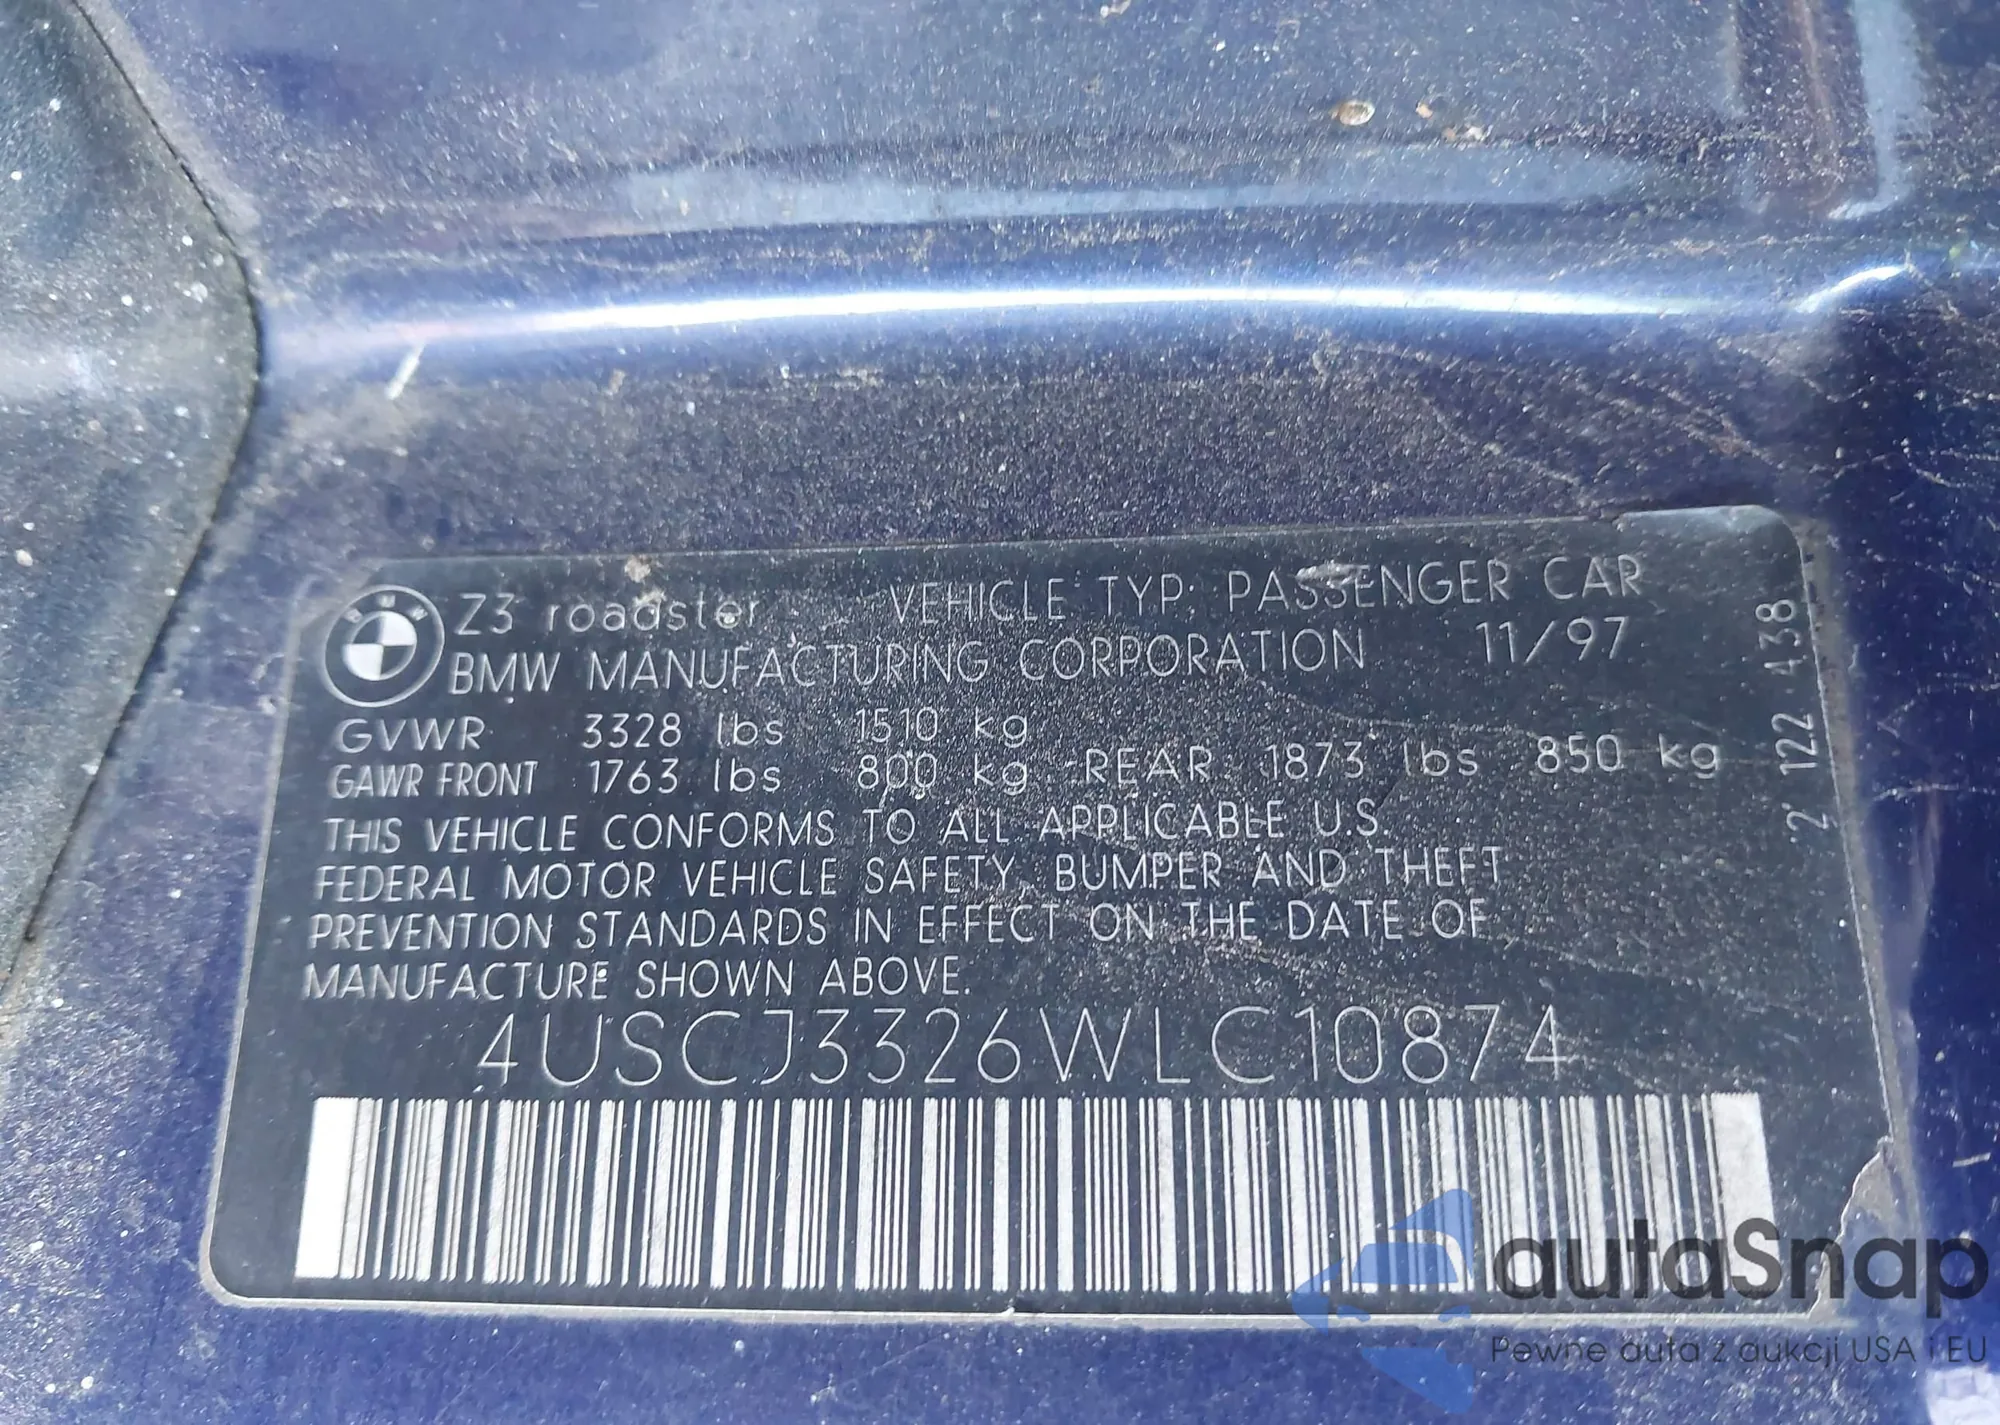 BMW Z3 roadster VEHICLE TYP: PASSENGER CAR
BMW MANUFACTURING CORPORATION 11/97
GVWR 3328 lbs 1510 kg
GAWR FRONT 1763 lbs 800 kg REAR 1873 lbs 850 kg
THIS VEHICLE CONFORMS TO ALL APPLICABLE U.S.
FEDERAL MOTOR VEHICLE SAFETY, BUMPER AND THEFT
PREVENTION STANDARDS IN EFFECT ON THE DATE OF
MANUFACTURE SHOWN ABOVE.
4USCJ3326WLC10874
2 122 438
autaSnap
Pewne auta z aukcji USA i EU